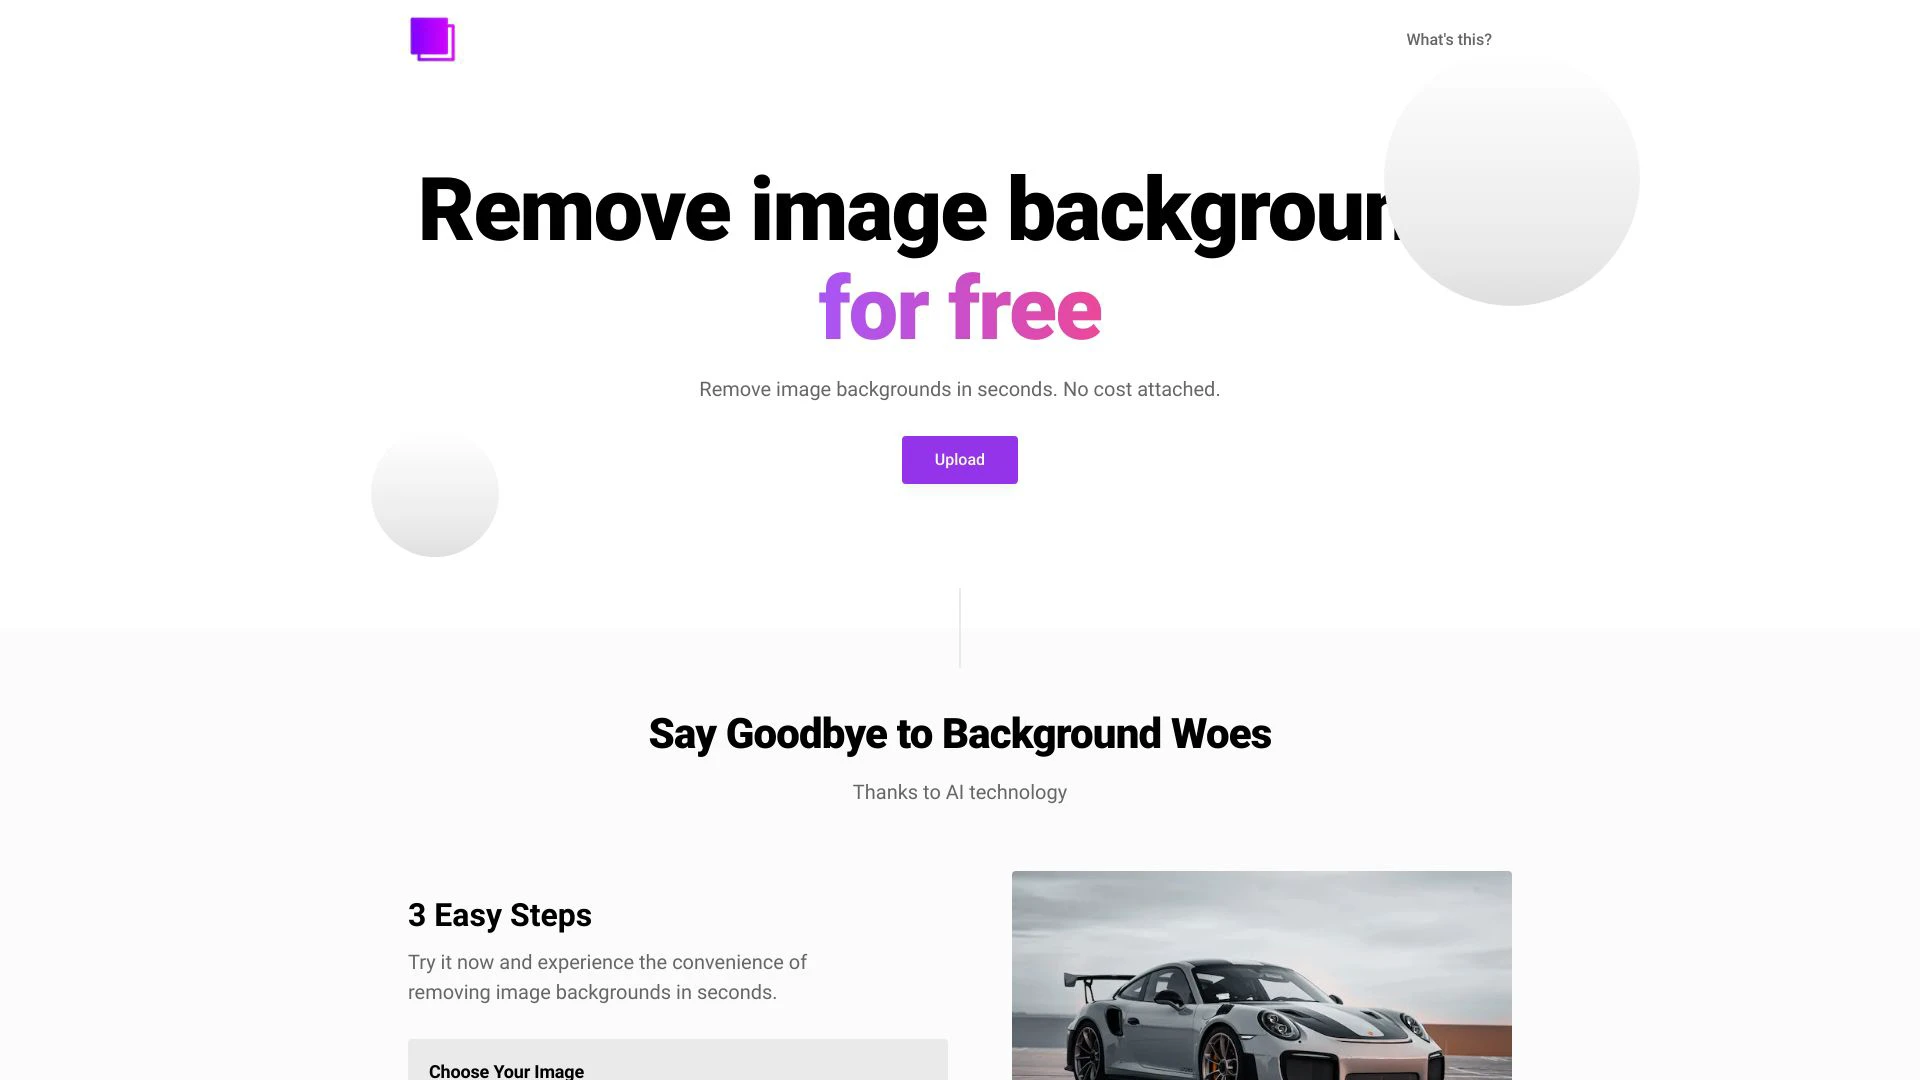 What's this?
Remove image backgroun
for free
Remove image backgrounds in seconds. No cost attached.
Upload
Say Goodbye to Background Woes
Thanks to AI technology
3 Easy Steps
Try it now and experience the convenience of
removing image backgrounds in seconds.
Choose Your Image